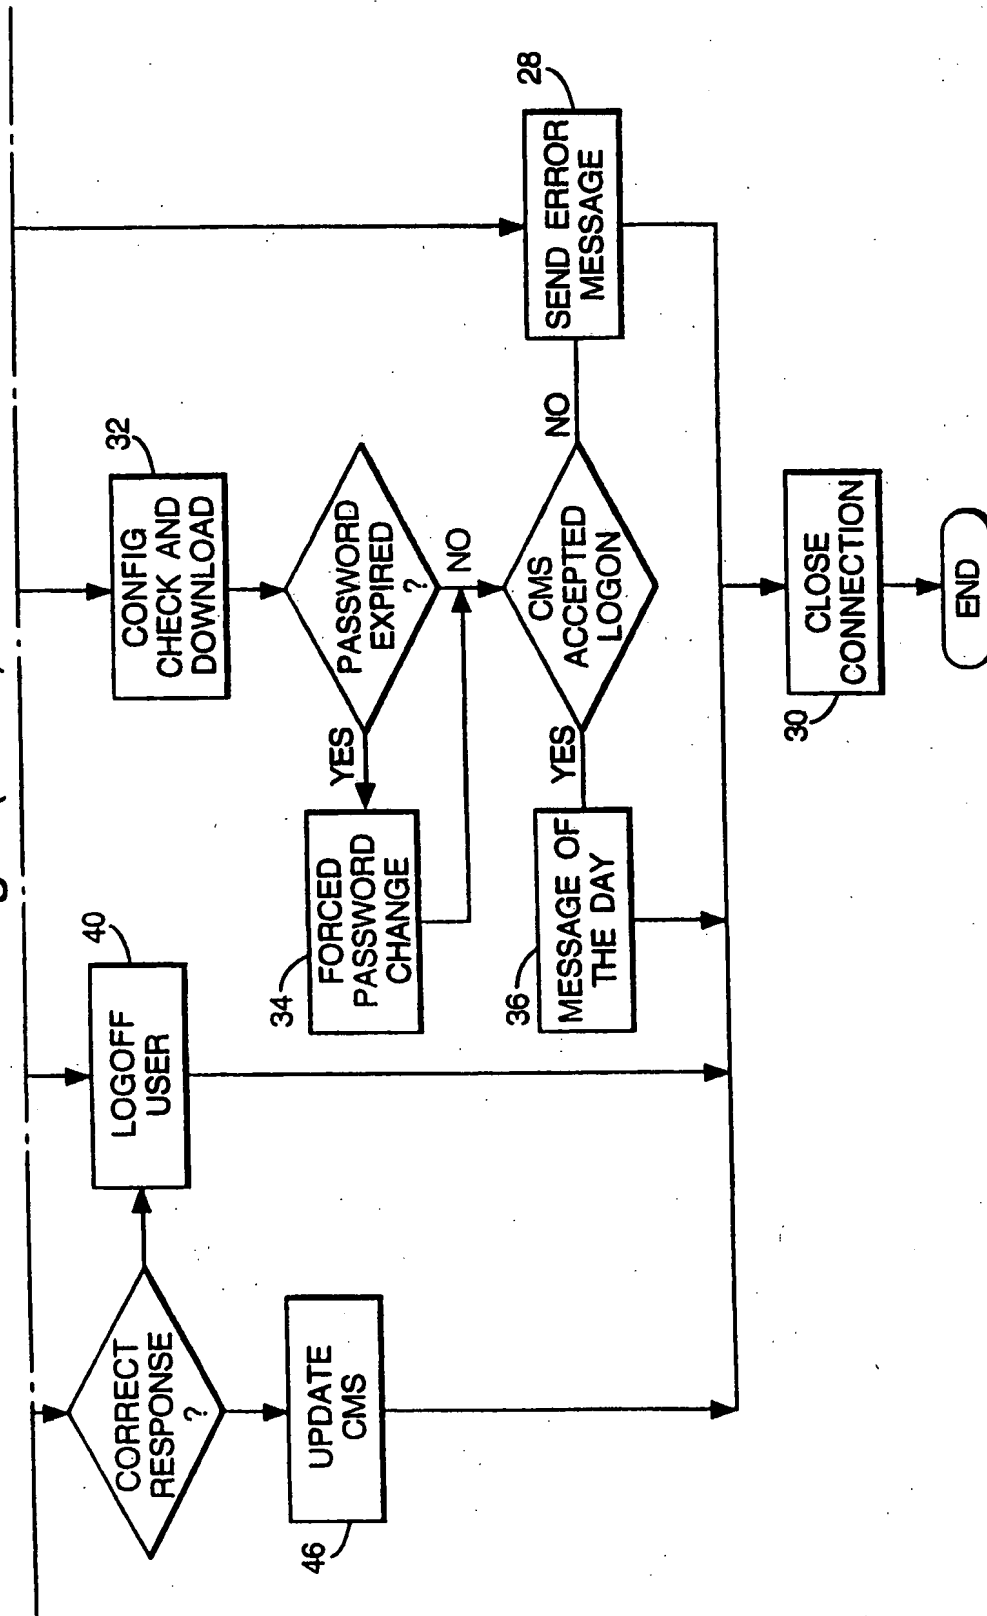 CORRECT
RESPONSE
?
LOGOFF
USER
40
UPDATE
CMS
46
CONFIG
CHECK AND
DOWNLOAD
32
PASSWORD
EXPIRED
?
YES
NO
FORCED
PASSWORD
CHANGE
34
CMS
ACCEPTED
LOGON
YES
NO
MESSAGE OF
THE DAY
36
SEND ERROR
MESSAGE
28
CLOSE
CONNECTION
30
END